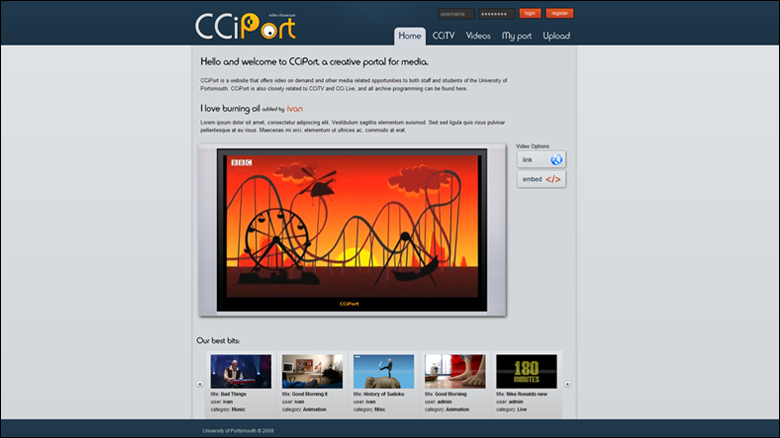 video showcase
CCiPort
username
login
register
Home CCiTV Videos My port Upload
Hello and welcome to CCiPort, a creative portal for media.
CCiPort is a website that offers video on demand and other media related opportunities to both staff and students of the University of
Portsmouth. CCiPort is also closely related to CCiTV and CCi Live, and all archive programming can be found here.
I love burning oil added by ivan
Lorem ipsum dolor sit amet, consectetur adipiscing elit. Vestibulum sagittis elementum euismod. Sed sed ligula quis risus pulvinar
pellentesque at eu risus. Maecenas mi orci, elementum ut ultrices ac, commodo at erat.
Video Options
link
embed </>
BBC
CCiPort
Our best bits:
180
MINUTES
title: Bad Things
user: ivan
category: Music
title: Good Morning II
user: ivan
category: Animation
title: History of Sudoku
user: ivan
category: Misc
title: Good Morning
user: admin
category: Animation
title: Nike Ronaldo new
user: admin
category: Live
University of Portsmouth © 2009